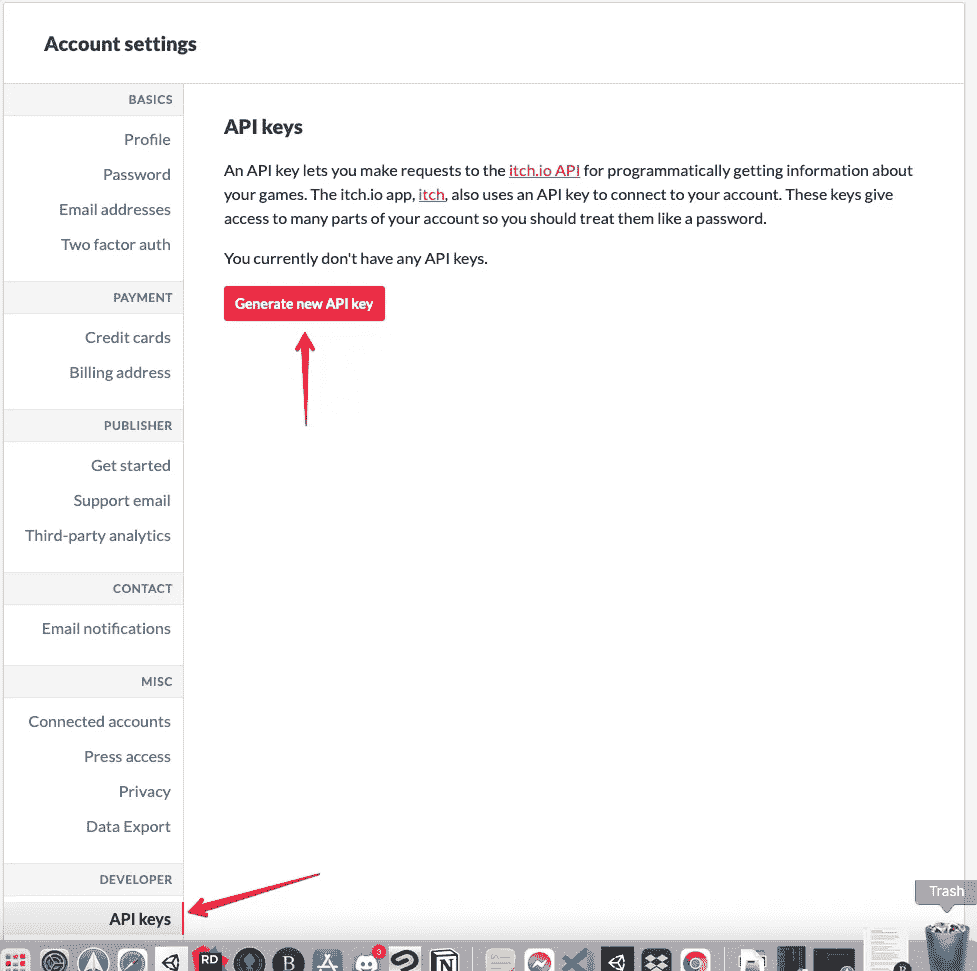 Account settings
BASICS
Profile
Password
Email addresses
Two factor auth
PAYMENT
Credit cards
Billing address
PUBLISHER
Get started
Support email
Third-party analytics
CONTACT
Email notifications
MISC
Connected accounts
Press access
Privacy
Data Export
DEVELOPER
API keys
API keys
An API key lets you make requests to the itch.io API for programmatically getting information about
your games. The itch.io app, itch, also uses an API key to connect to your account. These keys give
access to many parts of your account so you should treat them like a password.
You currently don't have any API keys.
Generate new API key
Trash
RD
B
3
N